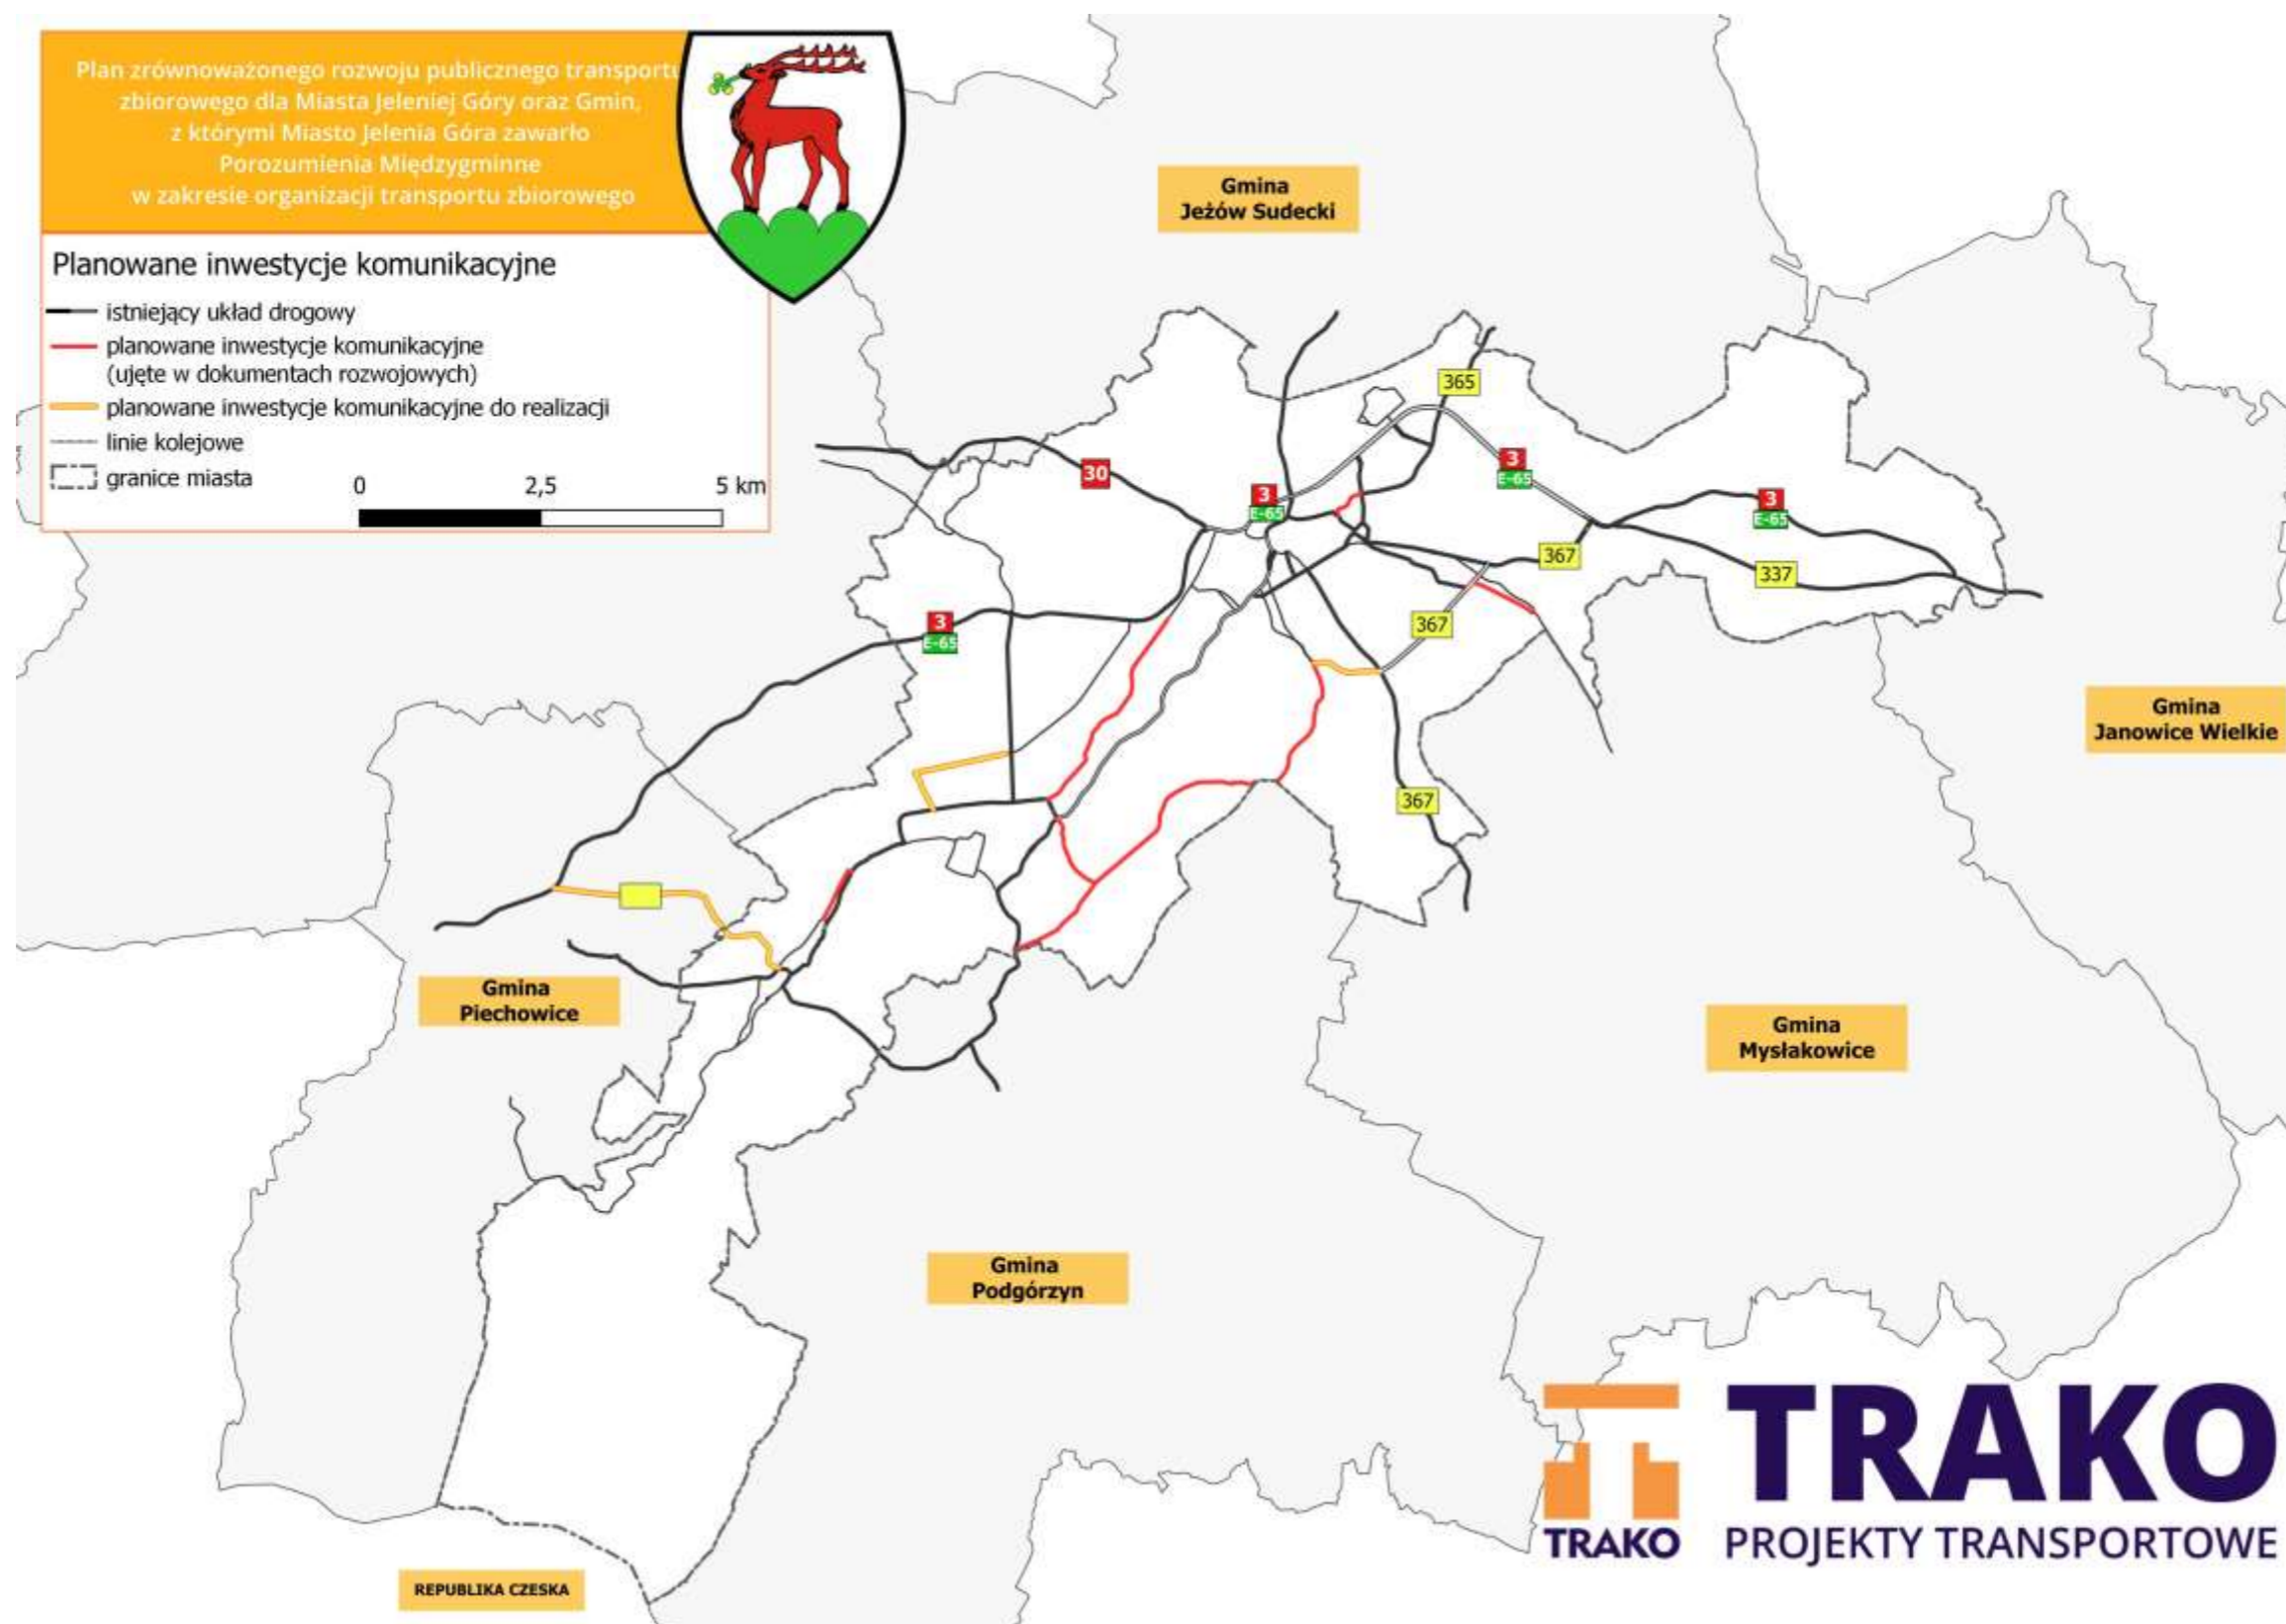 Plan zrównoważonego rozwoju publicznego transportu
zbiorowego dla Miasta Jeleniej Góry oraz Gmin,
z którymi Miasto Jelenia Góra zawarło
Porozumienia Międzygminne
w zakresie organizacji transportu zbiorowego
Planowane inwestycje komunikacyjne
istniejący układ drogowy
planowane inwestycje komunikacyjne
(ujęte w dokumentach rozwojowych)
planowane inwestycje komunikacyjne do realizacji
linie kolejowe
granice miasta
0 2,5 5 km
Gmina
Jeżów Sudecki
365
30
3
E-65
3
E-65
3
E-65
367
337
3
E-65
367
Gmina
Janowice Wielkie
367
Gmina
Piechowice
Gmina
Mysłakowice
Gmina
Podgórzyn
REPUBLIKA CZESKA
TRAKO
TRAKO
PROJEKTY TRANSPORTOWE